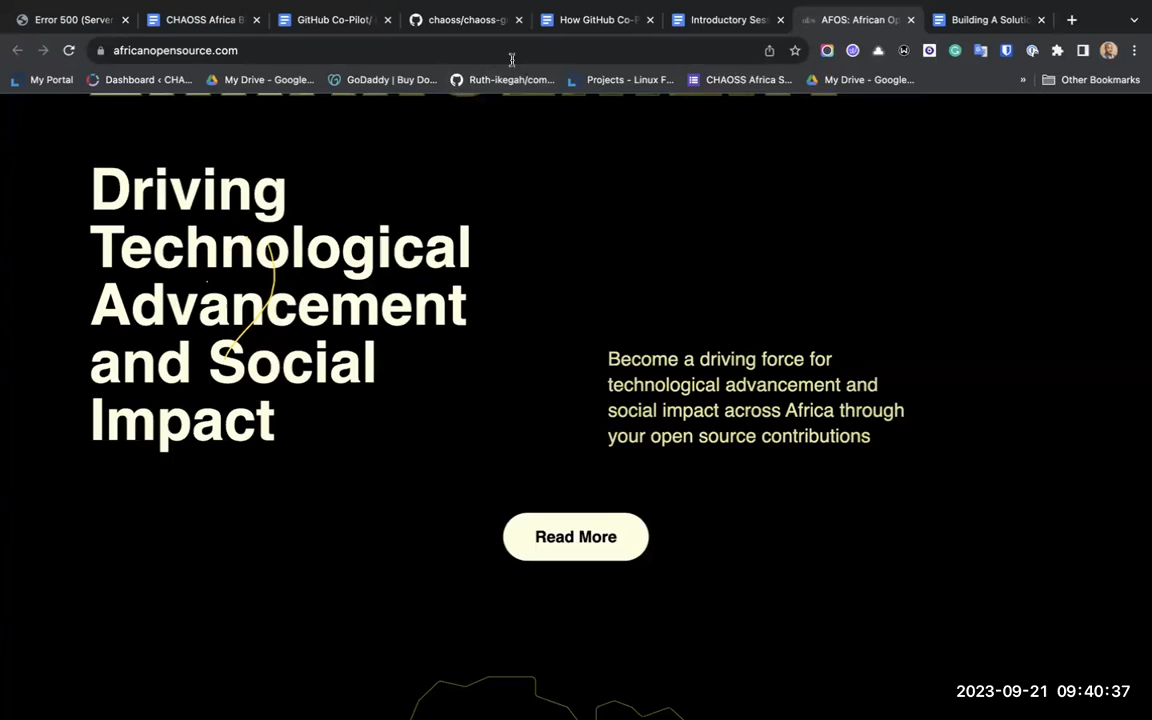 Error 500 (Server
CHAOSS Africa B
GitHub Co-Pilot/
chaoss/chaoss-g
How GitHub Co-P
Introductory Ses
AFOS: African Op
Building A Solutio
africanopensource.com
My Portal
Dashboard ‹ CHA...
My Drive - Google...
GoDaddy | Buy Do...
Ruth-ikegah/com...
Projects - Linux F...
CHAOSS Africa S...
My Drive - Google...
»
Other Bookmarks
Driving
Technological
Advancement
and Social
Impact
Become a driving force for
technological advancement and
social impact across Africa through
your open source contributions
Read More
2023-09-21 09:40:37